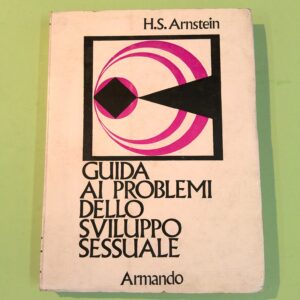 H.S. Arnstein
GUIDA
AI PROBLEMI
DELLO
SVILUPPO
SESSUALE
Armando